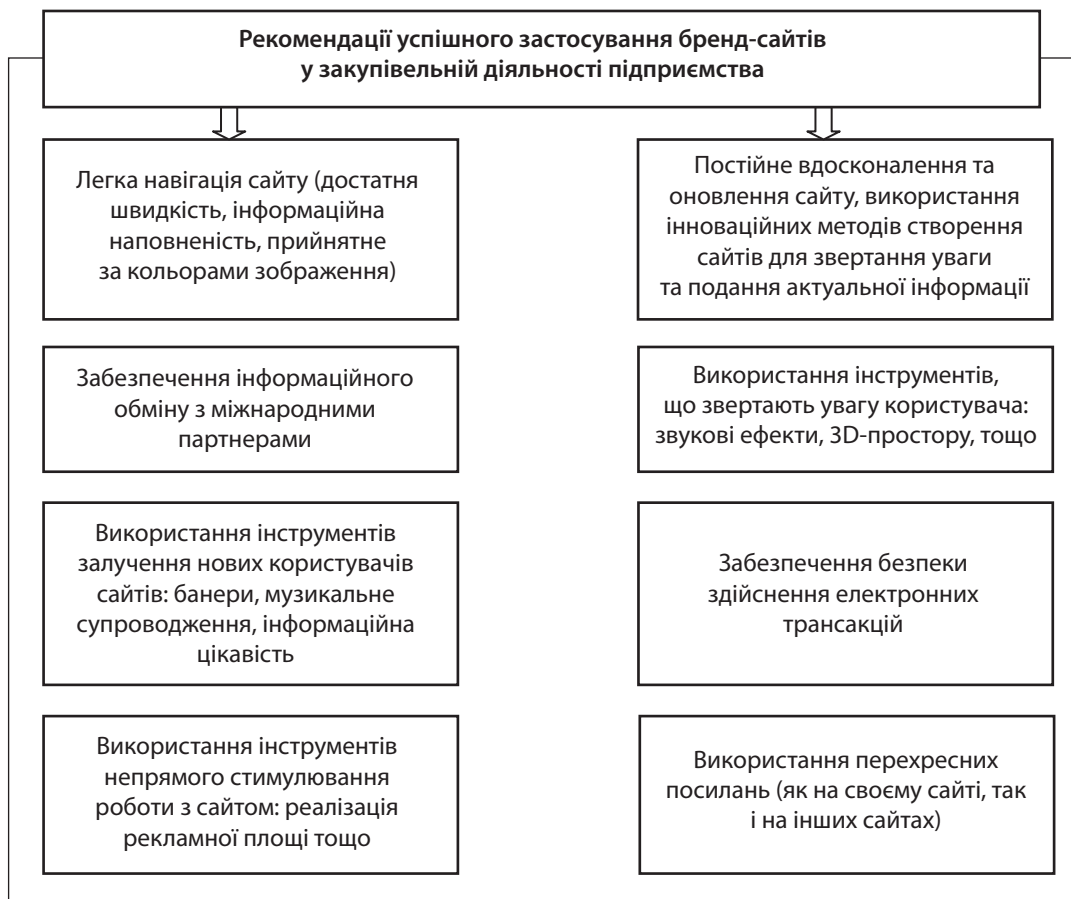 Рекомендації успішного застосування бренд-сайтів
у закупівельній діяльності підприємства
Легка навігація сайту (достатня
швидкість, інформаційна
наповненість, прийнятне
за кольорами зображення)
Постійне вдосконалення та
оновлення сайту, використання
інноваційних методів створення
сайтів для звертання уваги
та подання актуальної інформації
Забезпечення інформаційного
обміну з міжнародними
партнерами
Використання інструментів,
що звертають увагу користувача:
звукові ефекти, 3D-простору, тощо
Використання інструментів
залучення нових користувачів
сайтів: банери, музикальне
супроводження, інформаційна
цікавість
Забезпечення безпеки
здійснення електронних
трансакцій
Використання інструментів
непрямого стимулювання
роботи з сайтом: реалізація
рекламної площі тощо
Використання перехресних
посилань (як на своєму сайті, так
і на інших сайтах)